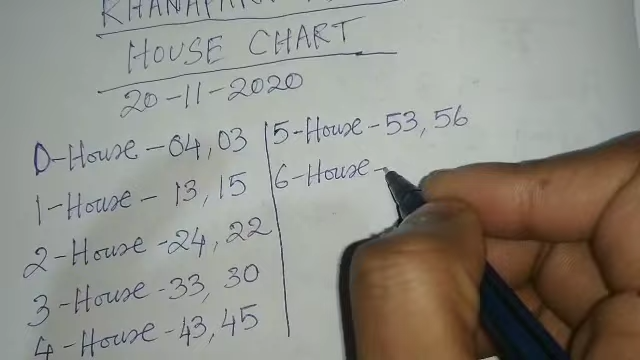 KHANAPARA
HOUSE CHART
20-11-2020
0-House-04,03
1-House-13,15
2-House-24,22
3-House-33,30
4-House-43,45
5-House-53,56
6-House-